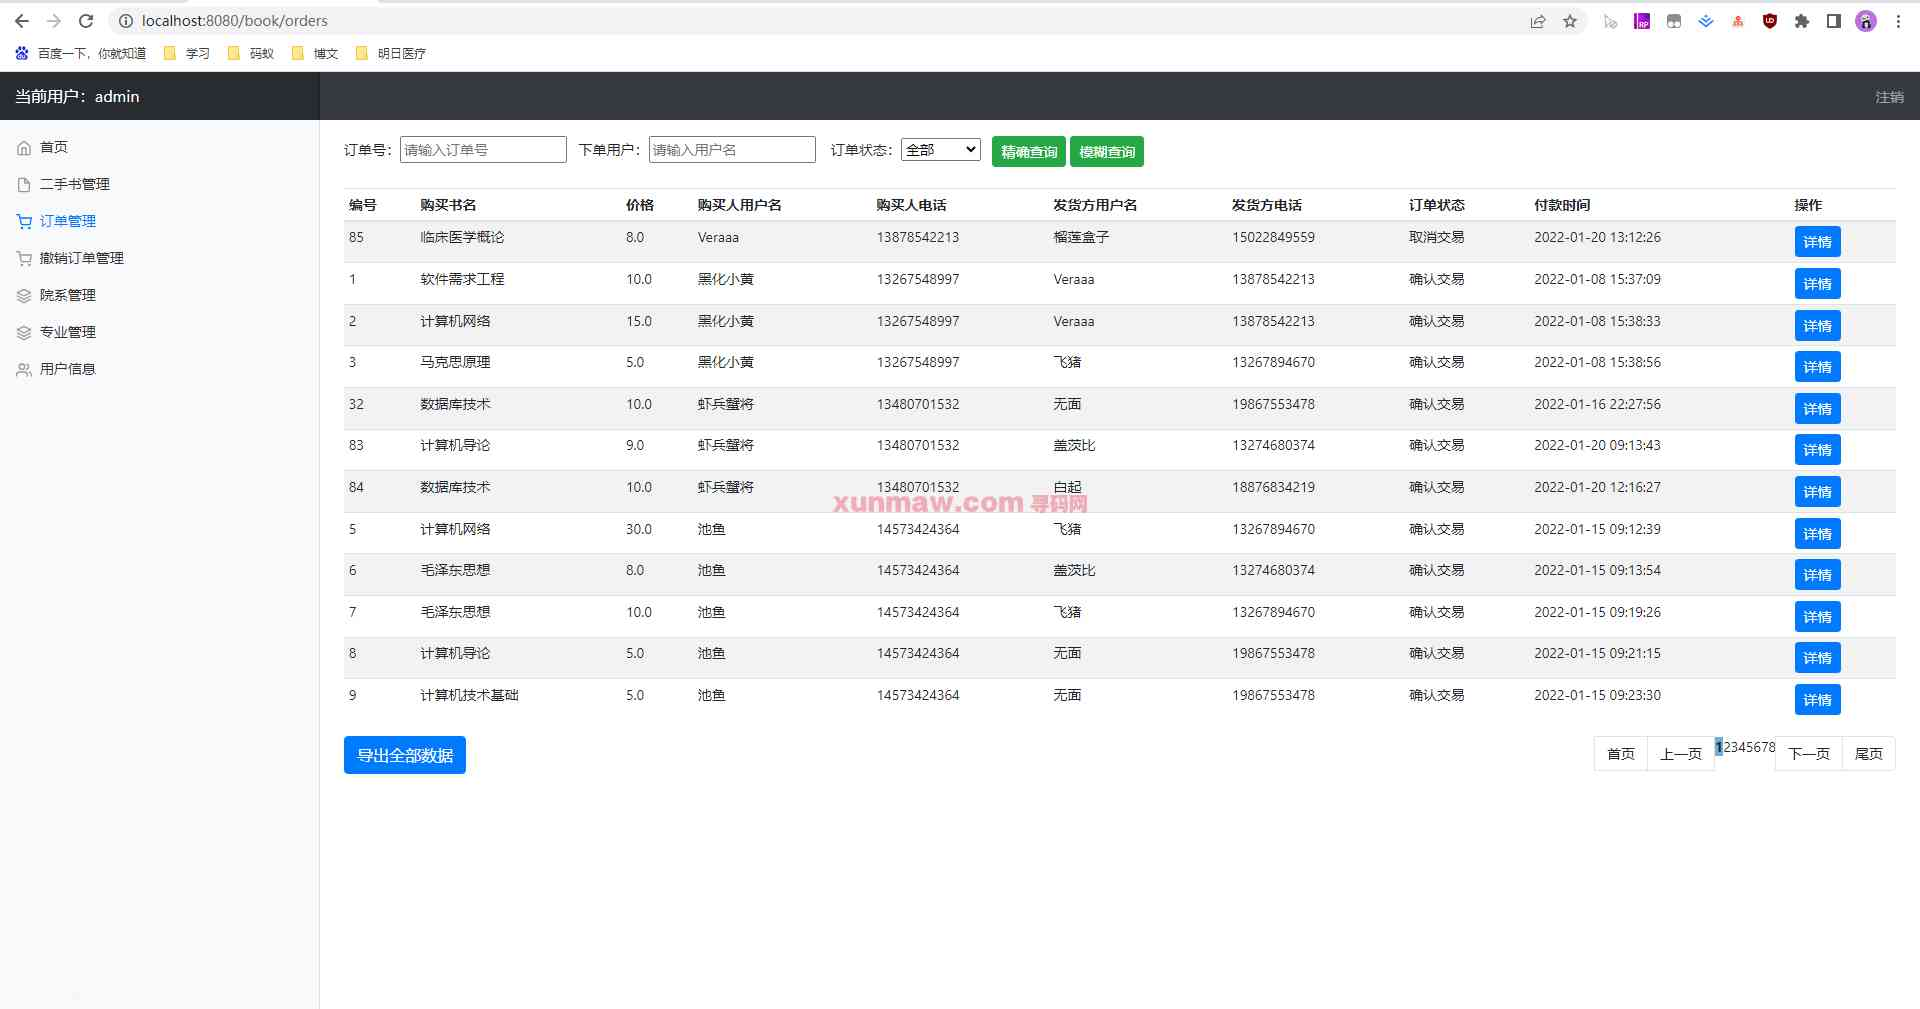 localhost:8080/book/orders
百度一下，你就知道 学习 码蚁 博文 明日医疗
当前用户：admin 注销
首页
二手书管理
订单管理
撤销订单管理
院系管理
专业管理
用户信息
订单号： 请输入订单号 下单用户： 请输入用户名 订单状态： 全部 精确查询 模糊查询
编号 购买书名 价格 购买人用户名 购买人电话 发货方用户名 发货方电话 订单状态 付款时间 操作
85 临床医学概论 8.0 Veraaa 13878542213 榴莲盒子 15022849559 取消交易 2022-01-20 13:12:26 详情
1 软件需求工程 10.0 黑化小黄 13267548997 Veraaa 13878542213 确认交易 2022-01-08 15:37:09 详情
2 计算机网络 15.0 黑化小黄 13267548997 Veraaa 13878542213 确认交易 2022-01-08 15:38:33 详情
3 马克思原理 5.0 黑化小黄 13267548997 飞猪 13267894670 确认交易 2022-01-08 15:38:56 详情
32 数据库技术 10.0 虾兵蟹将 13480701532 无面 19867553478 确认交易 2022-01-16 22:27:56 详情
83 计算机导论 9.0 虾兵蟹将 13480701532 盖茨比 13274680374 确认交易 2022-01-20 09:13:43 详情
84 数据库技术 10.0 虾兵蟹将 13480701532 白起 18876834219 确认交易 2022-01-20 12:16:27 详情
xunmaw.com 寻码网
5 计算机网络 30.0 池鱼 14573424364 飞猪 13267894670 确认交易 2022-01-15 09:12:39 详情
6 毛泽东思想 8.0 池鱼 14573424364 盖茨比 13274680374 确认交易 2022-01-15 09:13:54 详情
7 毛泽东思想 10.0 池鱼 14573424364 飞猪 13267894670 确认交易 2022-01-15 09:19:26 详情
8 计算机导论 5.0 池鱼 14573424364 无面 19867553478 确认交易 2022-01-15 09:21:15 详情
9 计算机技术基础 5.0 池鱼 14573424364 无面 19867553478 确认交易 2022-01-15 09:23:30 详情
导出全部数据 首页 上一页 12345678 下一页 尾页